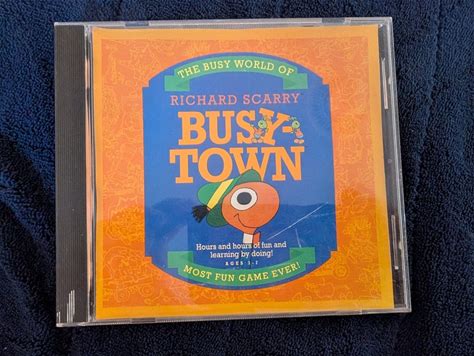 THE BUSY WORLD OF
RICHARD SCARRY
BUSY-
TOWN
Hours and hours of fun and
learning by doing!
AGES 3-7
MOST FUN GAME EVER!